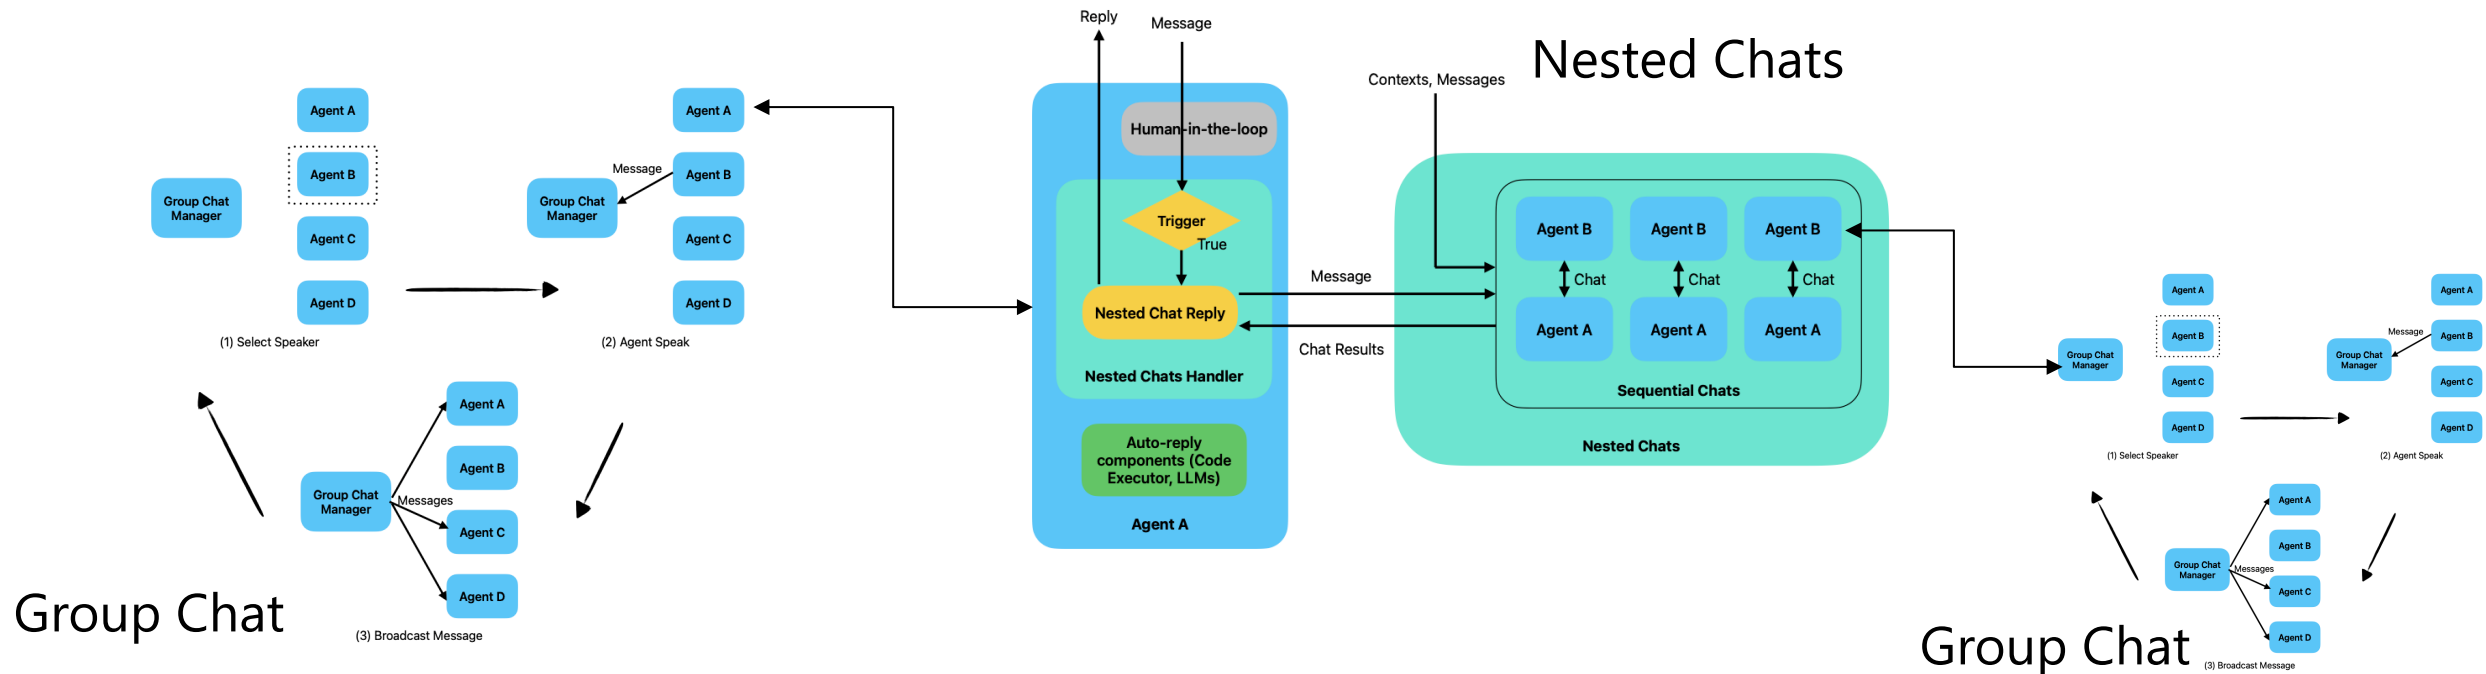 Agent A
Agent B
Agent C
Agent D
Group Chat
Manager
(1) Select Speaker
Agent A
Agent B
Agent C
Agent D
Message
Group Chat
Manager
(2) Agent Speak
Agent A
Agent B
Agent C
Agent D
Group Chat
Manager
Messages
(3) Broadcast Message
Group Chat
Reply
Message
Human-in-the-loop
Trigger
True
Nested Chat Reply
Nested Chats Handler
Auto-reply
components (Code
Executor, LLMs)
Agent A
Message
Chat Results
Nested Chats
Contexts, Messages
Agent B
Agent B
Agent B
Chat
Chat
Chat
Agent A
Agent A
Agent A
Sequential Chats
Nested Chats
Agent A
Agent B
Agent C
Agent D
Group Chat
Manager
(1) Select Speaker
Agent A
Agent B
Agent C
Agent D
Message
Group Chat
Manager
(2) Agent Speak
Agent A
Agent B
Agent C
Agent D
Group Chat
Manager
Messages
(3) Broadcast Message
Group Chat